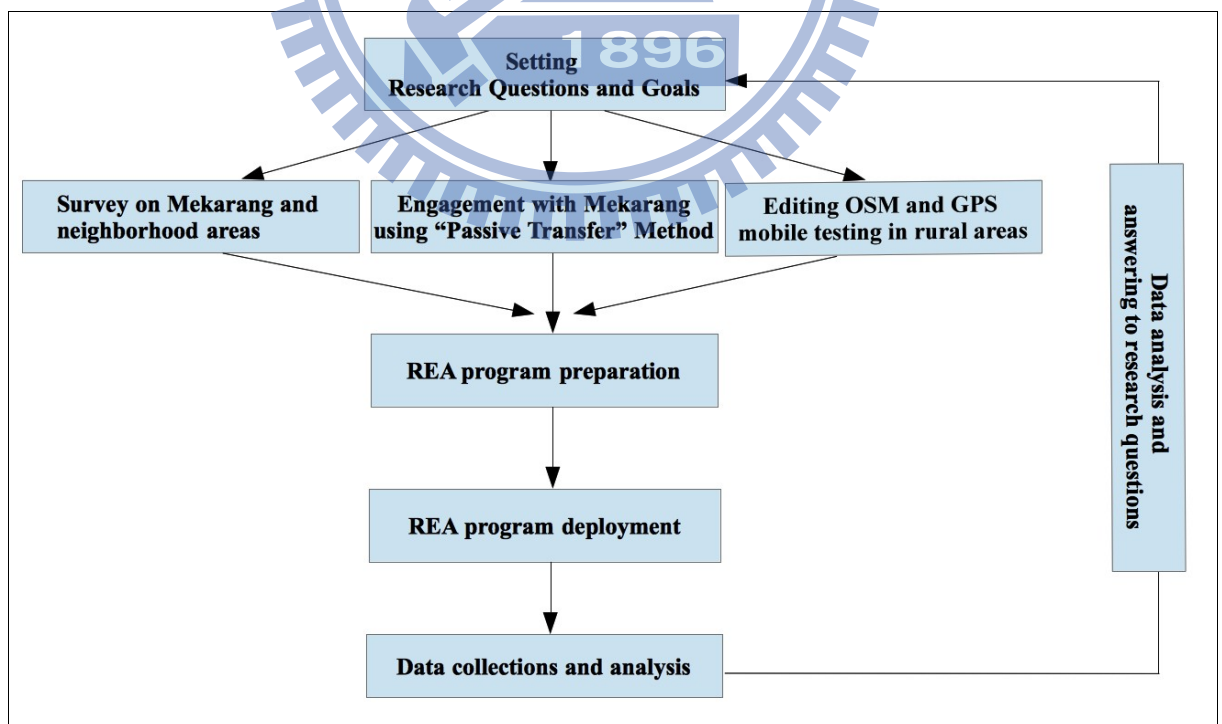 1896
Setting
Research Questions and Goals
Survey on Mekarang and
neighborhood areas
Engagement with Mekarang
using “Passive Transfer” Method
Editing OSM and GPS
mobile testing in rural areas
Data analysis and
answering to research questions
REA program preparation
REA program deployment
Data collections and analysis